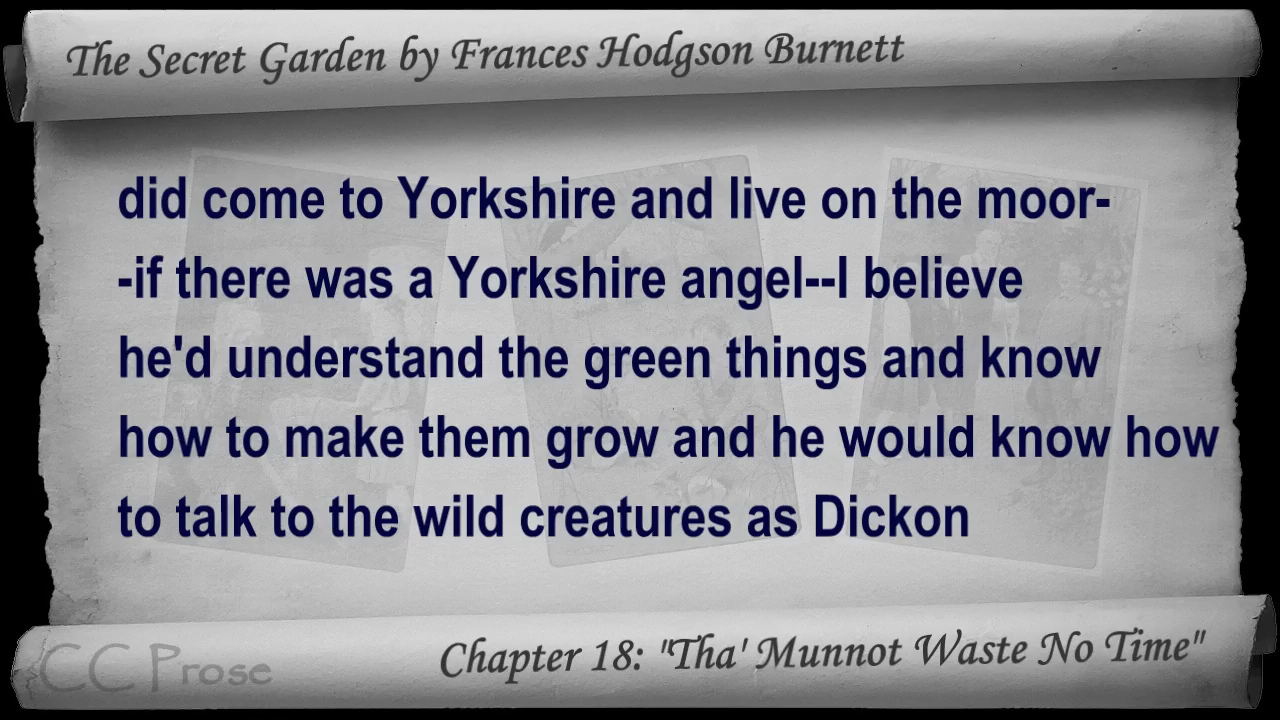 The Secret Garden by Frances Hodgson Burnett
did come to Yorkshire and live on the moor-
-if there was a Yorkshire angel--I believe
he'd understand the green things and know
how to make them grow and he would know how
to talk to the wild creatures as Dickon
CC Prose
Chapter 18: "Tha' Munnot Waste No Time"